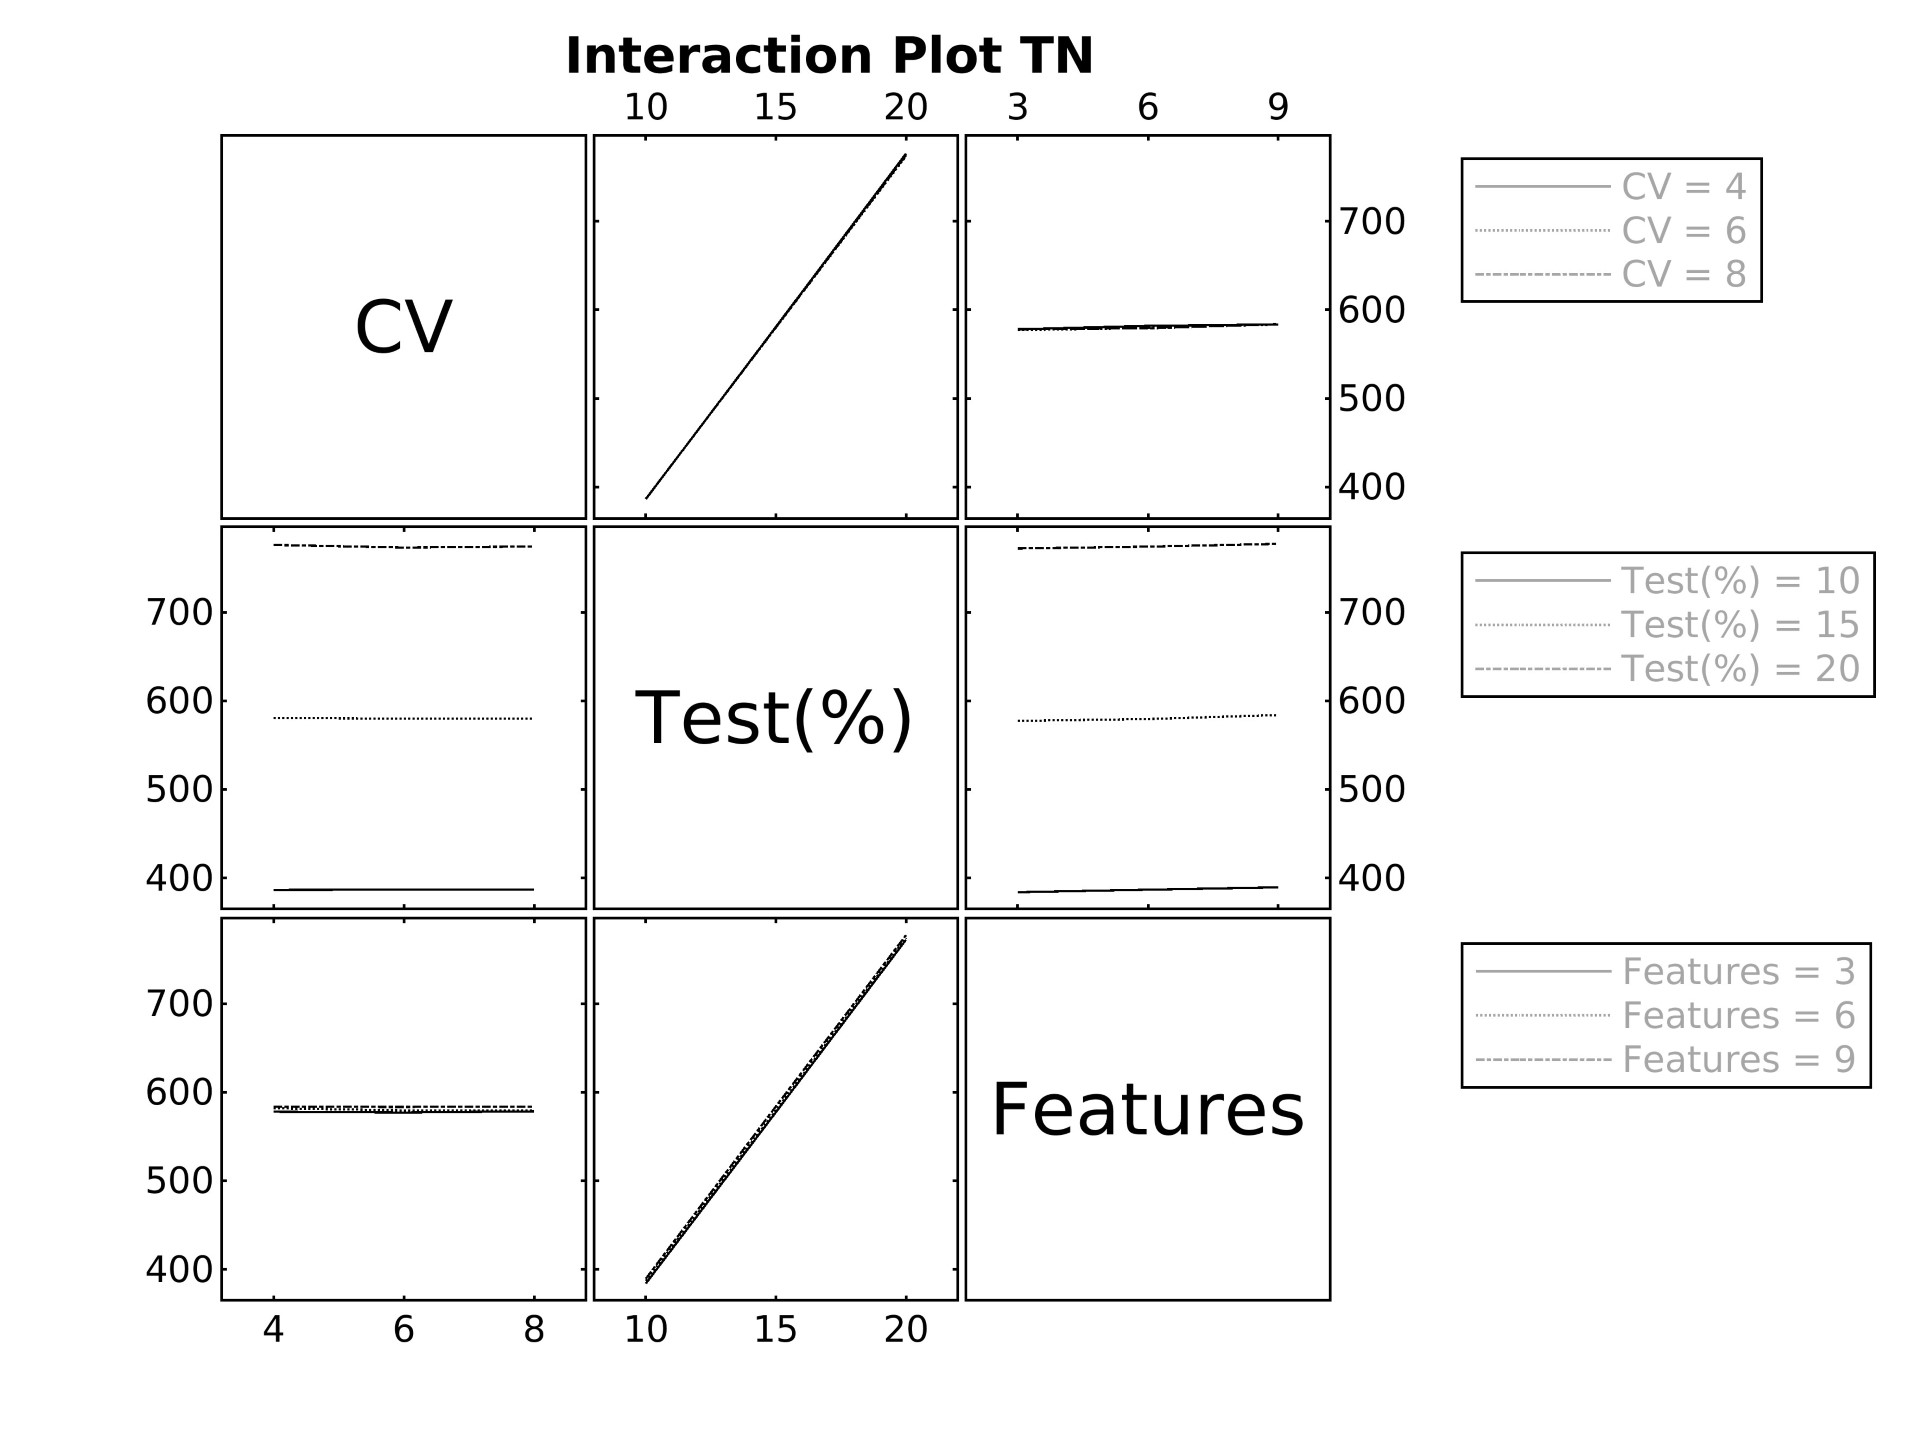 Interaction Plot TN
10 15 20 3 6 9
CV = 4
CV = 6
CV = 8
700
600
500
400
CV
Test(%) = 10
Test(%) = 15
Test(%) = 20
700 700
600 600
500 500
400 400
Test(%)
Features = 3
Features = 6
Features = 9
700
600
500
400
Features
4 6 8 10 15 20